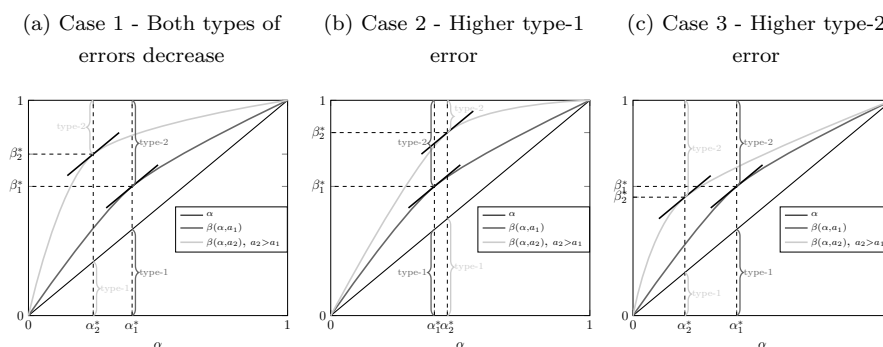 (a) Case 1 - Both types of
errors decrease
1
type-2
type-2
β₂*
β₁*
α
β(α,a₁)
β(α,a₂), a₂>a₁
type-1
type-1
0
0
α₂*
α₁*
1
α
(b) Case 2 - Higher type-1
error
1
type-2
β₂*
type-2
β₁*
α
β(α,a₁)
β(α,a₂), a₂>a₁
type-1
type-1
0
0
α₁*
α₂*
1
α
(c) Case 3 - Higher type-2
error
1
type-2
type-2
β₁*
β₂*
α
β(α,a₁)
β(α,a₂), a₂>a₁
type-1
type-1
0
0
α₂*
α₁*
α